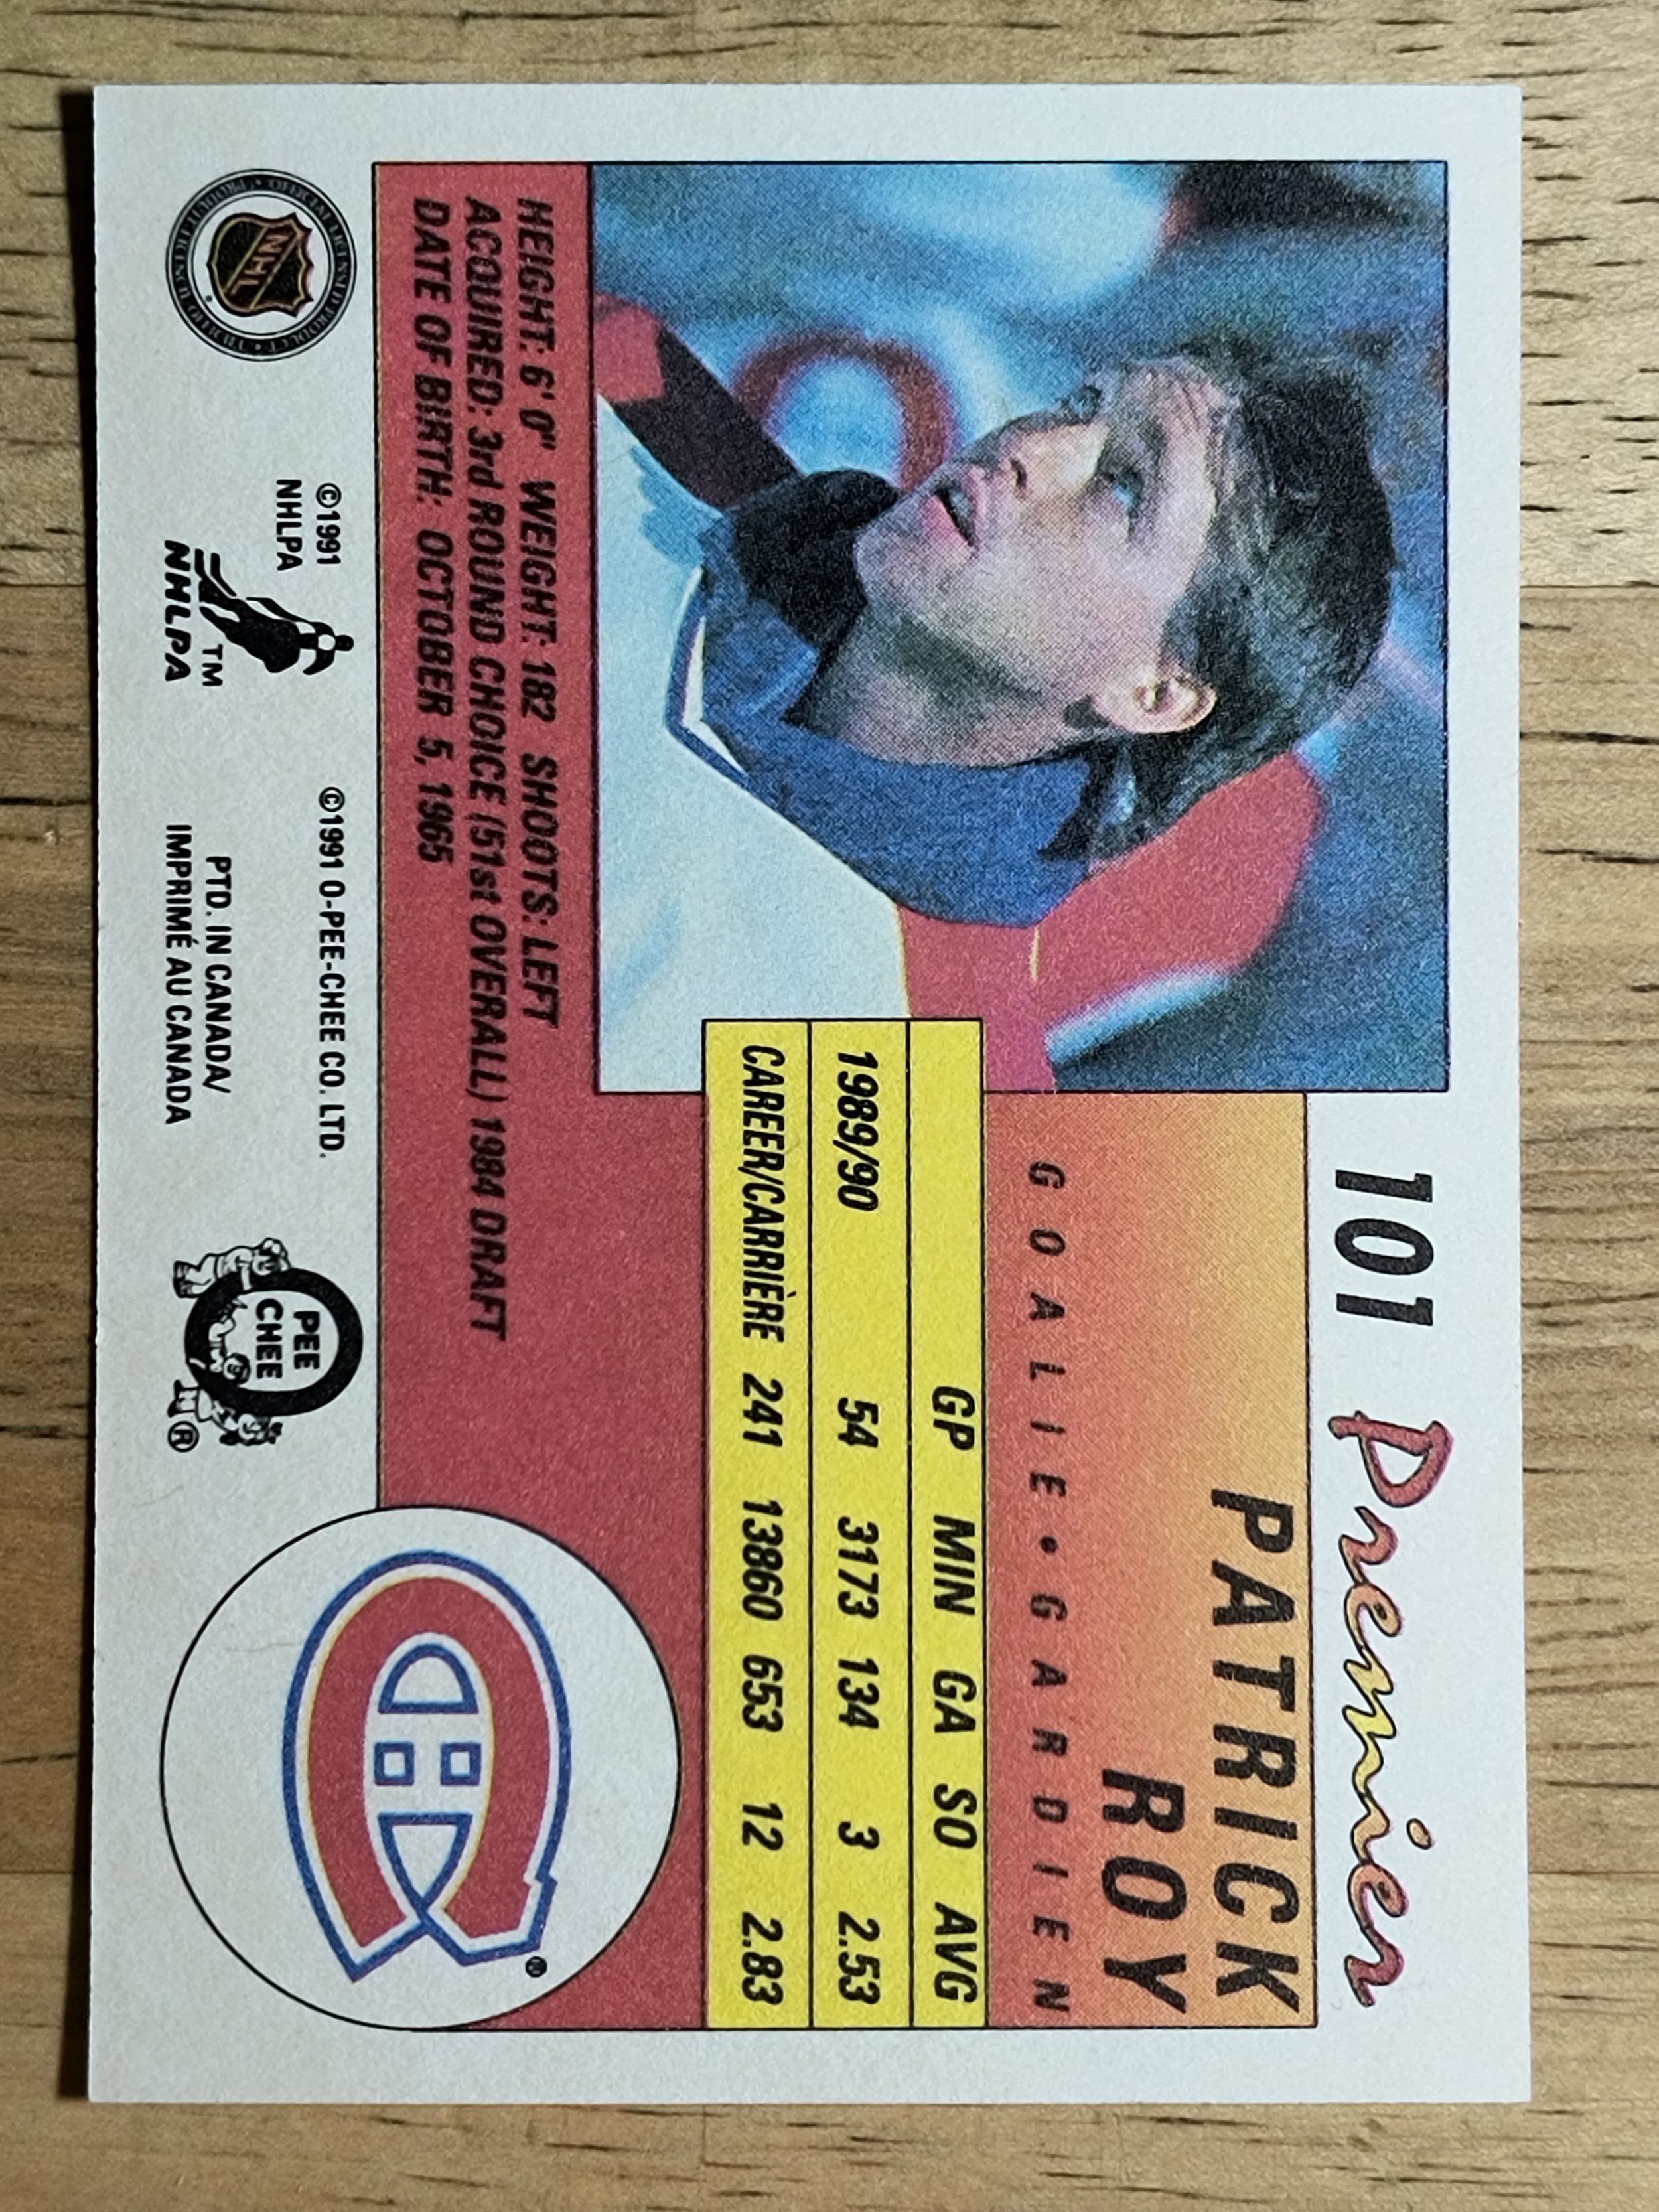 101 Premier
PATRICK
ROY
GOALIE • GARDIEN
GP MIN GA SO AVG
1989/90 54 3173 134 3 2.53
CAREER/CARRIÈRE 241 13860 653 12 2.83
HEIGHT: 6' 0" WEIGHT: 182 SHOOTS: LEFT
ACQUIRED: 3rd ROUND CHOICE (51st OVERALL) 1984 DRAFT
DATE OF BIRTH: OCTOBER 5, 1965
NHL
©1991
NHLPA
TM
NHLPA
©1991 O-PEE-CHEE CO. LTD.
PTD. IN CANADA/
IMPRIMÉ AU CANADA
O
PEE
CHEE
®
CH
®